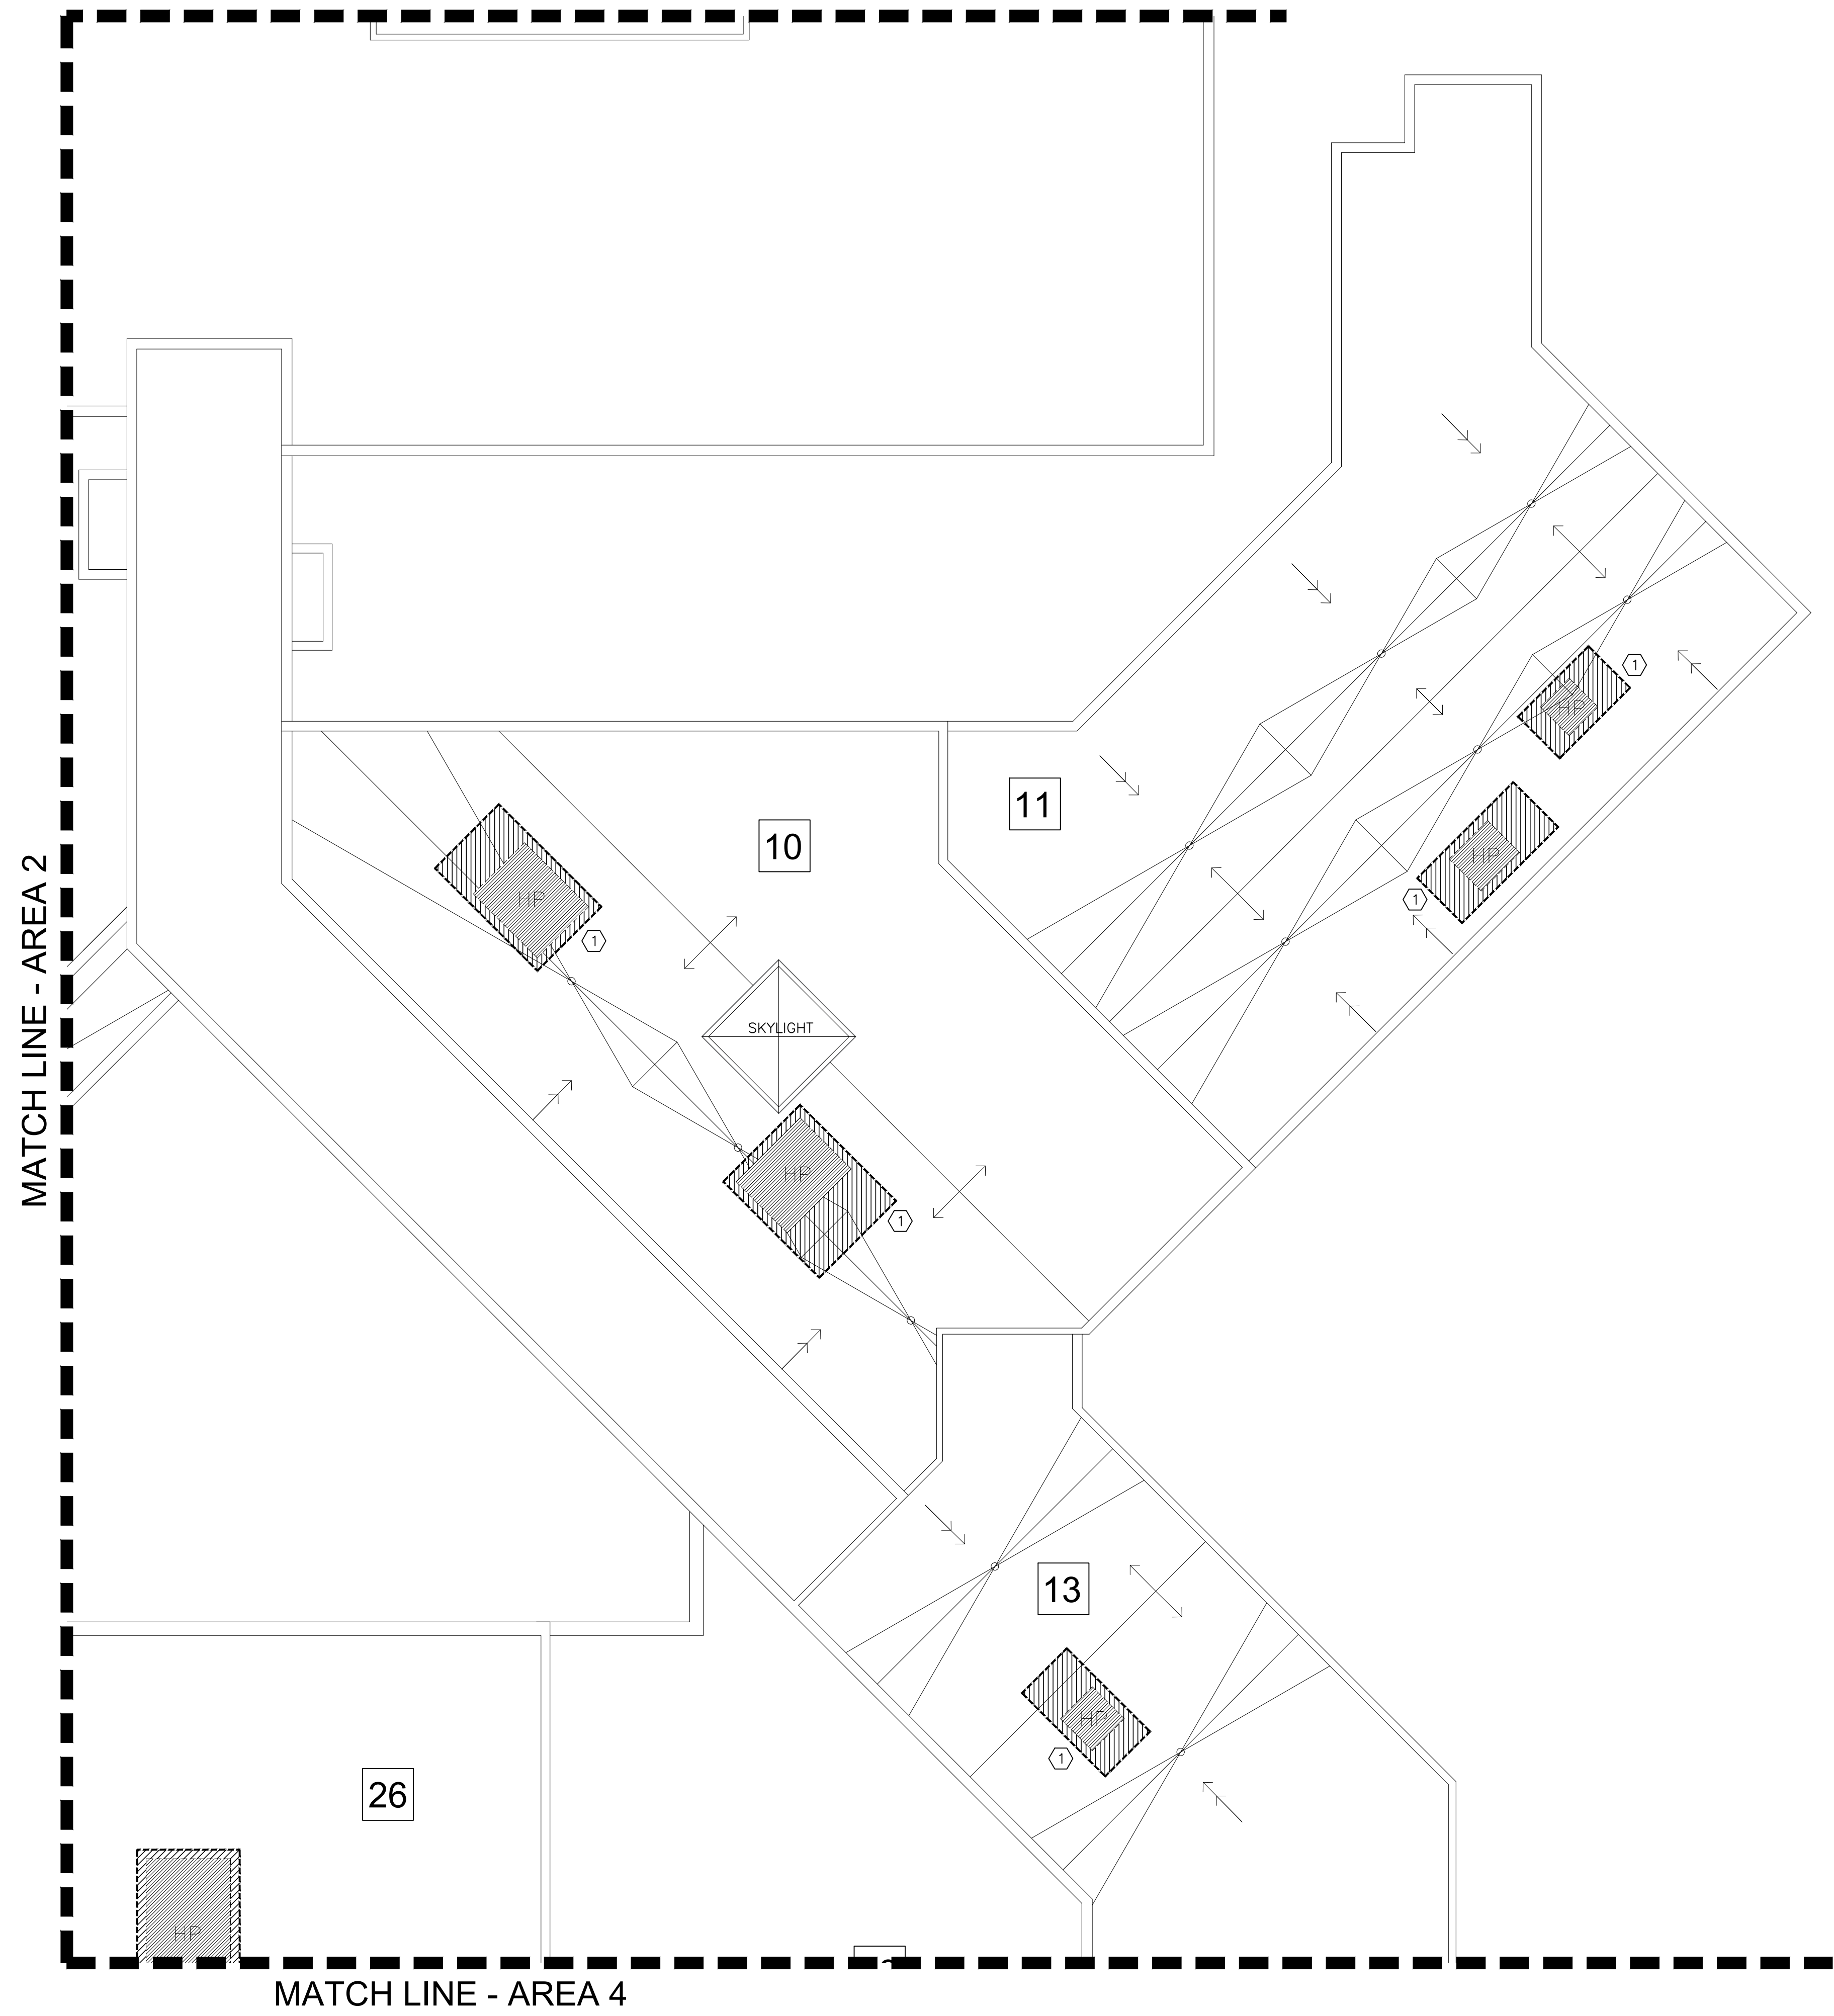 HP
1
11
10
HP
1
HP
1
MATCH LINE - AREA 2
SKYLIGHT
HP
1
13
HP
1
26
HP
MATCH LINE - AREA 4